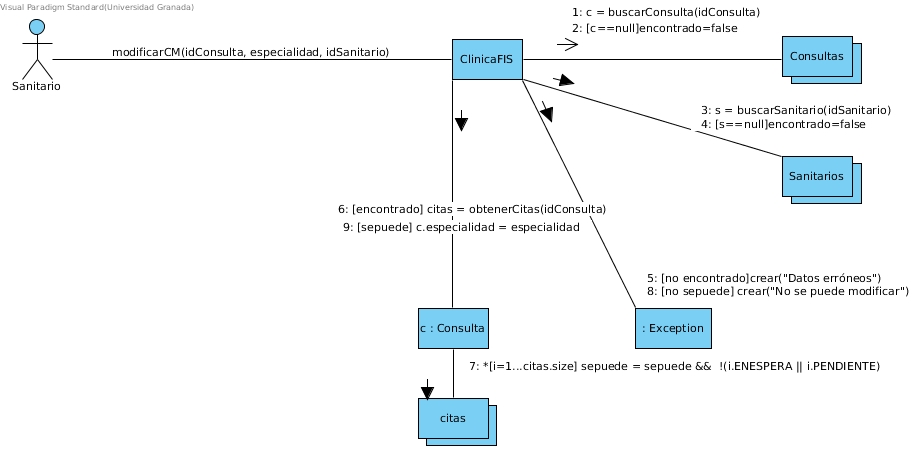 Visual Paradigm Standard(Universidad Granada)
1: c = buscarConsulta(idConsulta)
2: [c==null]encontrado=false
modificarCM(idConsulta, especialidad, idSanitario)
ClinicaFIS
Consultas
Sanitario
3: s = buscarSanitario(idSanitario)
4: [s==null]encontrado=false
Sanitarios
6: [encontrado] citas = obtenerCitas(idConsulta)
9: [sepuede] c.especialidad = especialidad
5: [no encontrado]crear("Datos erróneos")
8: [no sepuede] crear("No se puede modificar")
c : Consulta
: Exception
7: *[i=1...citas.size] sepuede = sepuede && !(i.ENESPERA || i.PENDIENTE)
citas